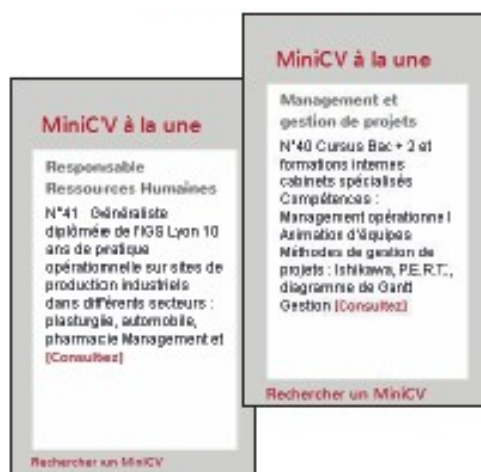 MiniCV à la une
Responsable
Ressources Humaines
N°41 Généraliste
diplômée de l'IGS Lyon 10
ans de pratique
opérationnelle sur sites de
production industriels
dans différents secteurs :
plasturgie, automobile,
pharmacie Management et
[Consultez]
Rechercher un MiniCV
MiniCV à la une
Management et
gestion de projets
N°40 Cursus Bac + 2 et
formations internes
cabinets spécialisés
Compétences :
Management opérationnel
Animation d'équipes
Méthodes de gestion de
projets : Ishikawa, P.E.R.T.,
diagramme de Gantt
Gestion [Consultez]
Rechercher un MiniCV